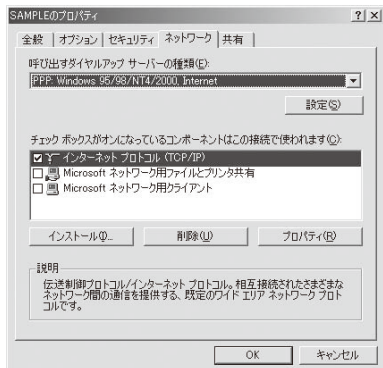 SAMPLEのプロパティ
全般 オプション セキュリティ ネットワーク 共有
呼び出すダイヤルアップ サーバーの種類(E):
PPP: Windows 95/98/NT4/2000, Internet
設定(S)
チェック ボックスがオンになっているコンポーネントはこの接続で使われます(C):
インターネット プロトコル (TCP/IP)
Microsoft ネットワーク用ファイルとプリンタ共有
Microsoft ネットワーク用クライアント
インストール(I)... 削除(U) プロパティ(R)
説明
伝送制御プロトコル/インターネット プロトコル。相互接続されたさまざまな
ネットワーク間の通信を提供する、既定のワイド エリア ネットワーク プロト
コルです。
OK キャンセル